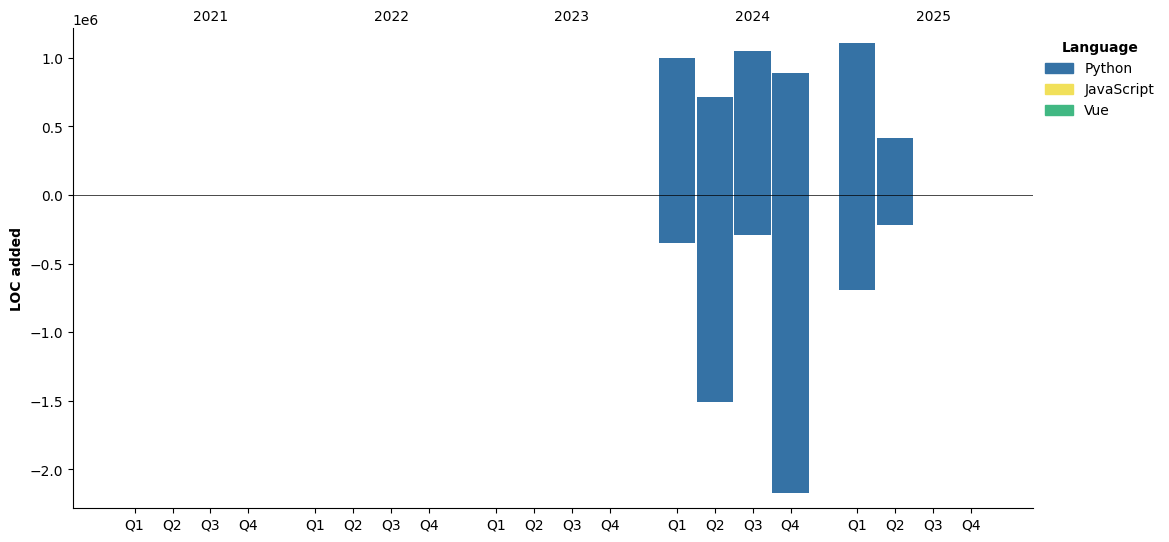 2021 2022 2023 2024 2025
1e6
Language
Python
JavaScript
Vue
LOC added
1.0
0.5
0.0
−0.5
−1.0
−1.5
−2.0
Q1 Q2 Q3 Q4 Q1 Q2 Q3 Q4 Q1 Q2 Q3 Q4 Q1 Q2 Q3 Q4 Q1 Q2 Q3 Q4